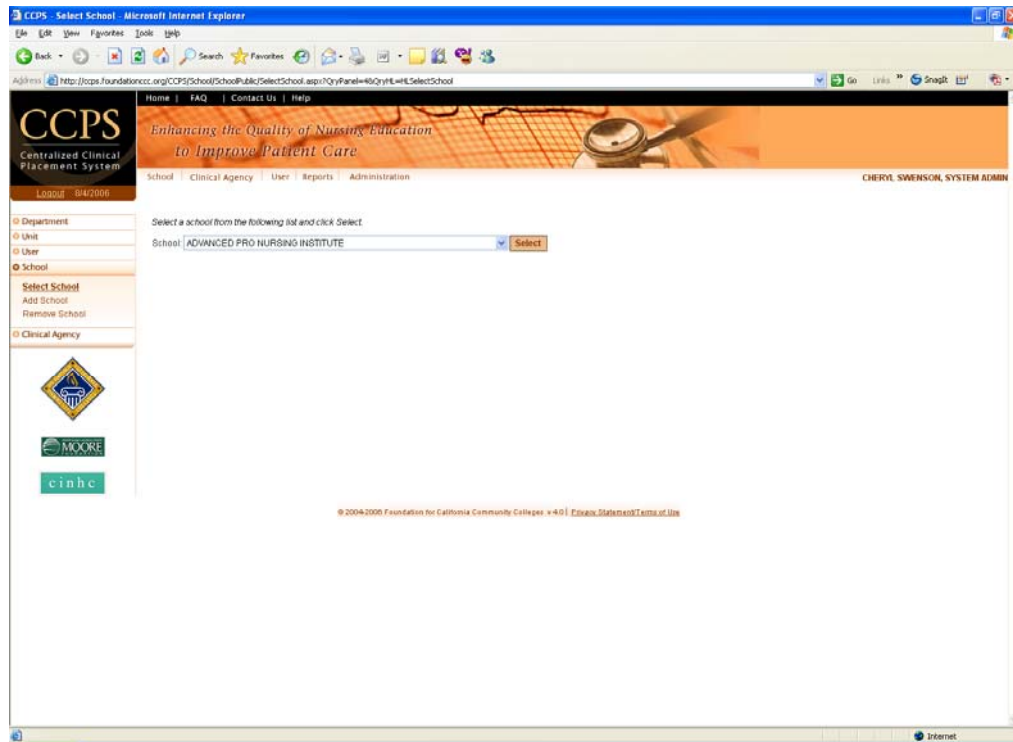 CCPS - Select School - Microsoft Internet Explorer
File Edit View Favorites Tools Help
Back Search Favorites
Address http://ccps.foundationccc.org/CCPS/School/SchoolPublic/SelectSchool.aspx?QryPanel=4&QryHL=HLSelectSchool Go Links » SnagIt
Home | FAQ | Contact Us | Help
CCPS
Centralized Clinical
Placement System
Enhancing the Quality of Nursing Education
to Improve Patient Care
School | Clinical Agency | User | Reports | Administration
CHERYL SWENSON, SYSTEM ADMIN
Logout 8/4/2006
Department
Unit
User
School
Select School
Add School
Remove School
Clinical Agency
Select a school from the following list and click Select.
School: ADVANCED PRO NURSING INSTITUTE Select
MOORE
cinhc
© 2004-2006 Foundation for California Community Colleges v 4.0 | Privacy Statement/Terms of Use
Internet